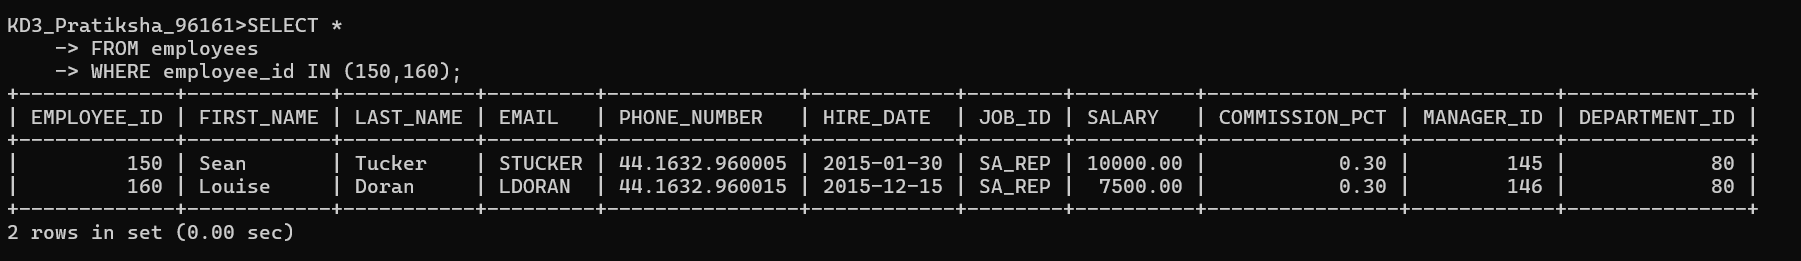 KD3_Pratiksha_96161>SELECT *
    -> FROM employees
    -> WHERE employee_id IN (150,160);
+-------------+------------+-----------+---------+----------------+------------+--------+----------+----------------+------------+---------------+
| EMPLOYEE_ID | FIRST_NAME | LAST_NAME | EMAIL   | PHONE_NUMBER   | HIRE_DATE  | JOB_ID | SALARY   | COMMISSION_PCT | MANAGER_ID | DEPARTMENT_ID |
+-------------+------------+-----------+---------+----------------+------------+--------+----------+----------------+------------+---------------+
|         150 | Sean       | Tucker    | STUCKER | 44.1632.960005 | 2015-01-30 | SA_REP | 10000.00 |           0.30 |        145 |            80 |
|         160 | Louise     | Doran     | LDORAN  | 44.1632.960015 | 2015-12-15 | SA_REP |  7500.00 |           0.30 |        146 |            80 |
+-------------+------------+-----------+---------+----------------+------------+--------+----------+----------------+------------+---------------+
2 rows in set (0.00 sec)